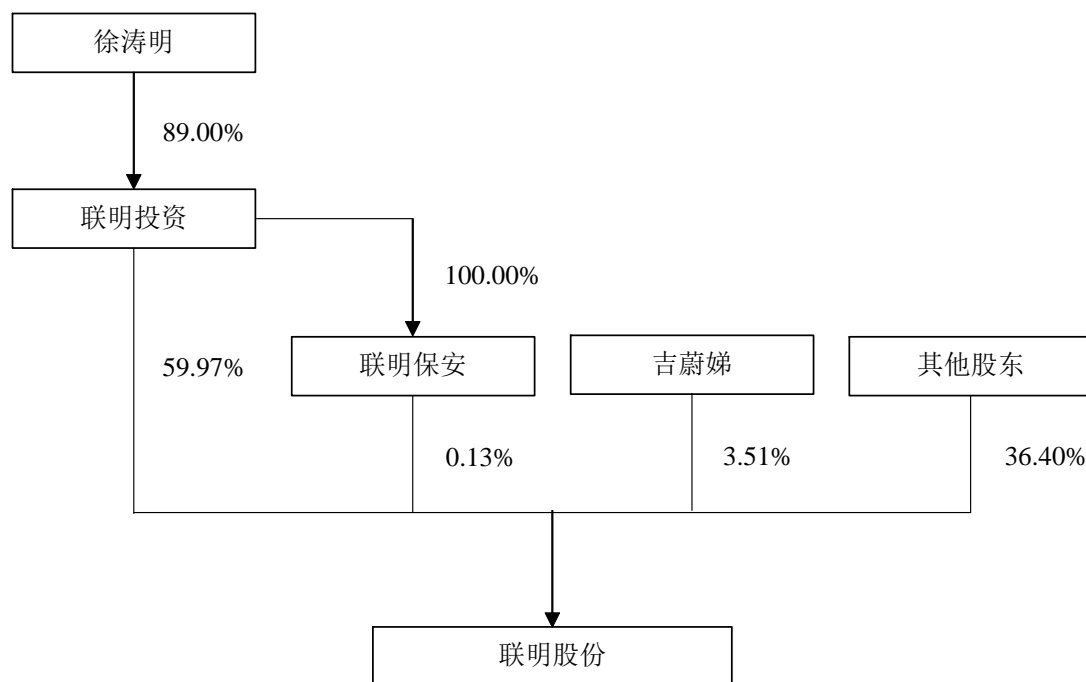 徐涛明
89.00%
联明投资
100.00%
59.97%
联明保安
吉蔚娣
其他股东
0.13%
3.51%
36.40%
联明股份